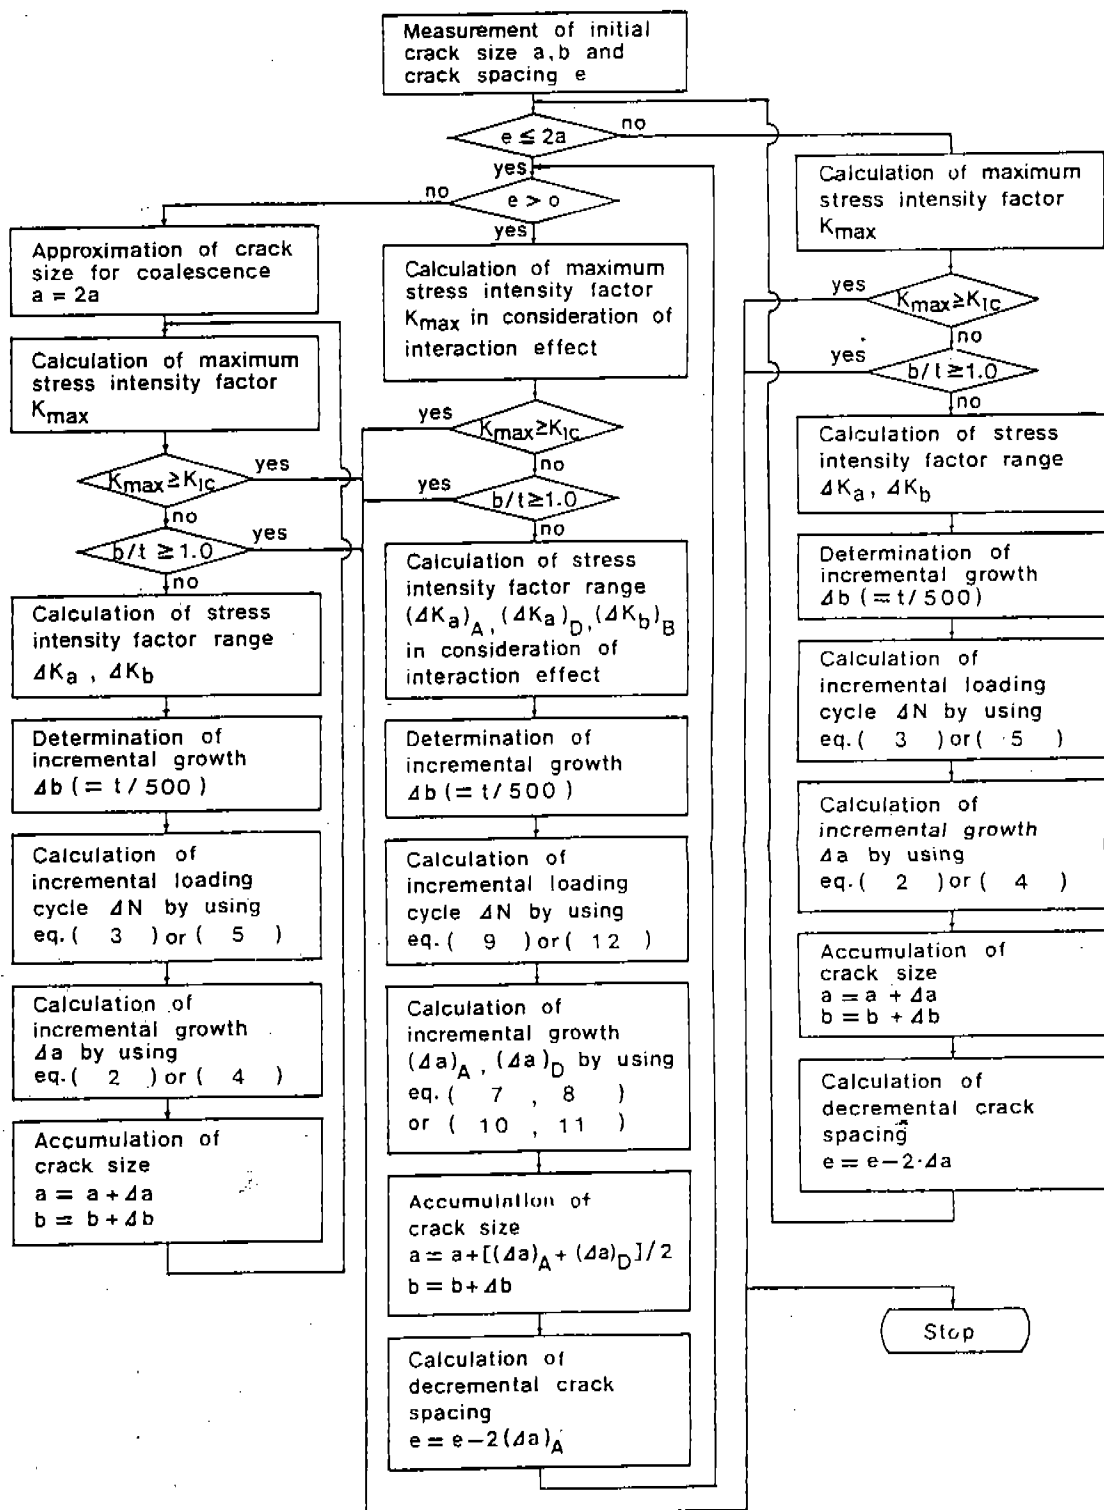 Measurement of initial
crack size a,b and
crack spacing e
e ≦ 2a
no
yes
e > o
no
yes
Approximation of crack
size for coalescence
a = 2a
Calculation of maximum
stress intensity factor
Kmax
Kmax ≥ KIc
yes
no
b/t ≥ 1.0
yes
no
Calculation of stress
intensity factor range
ΔKa , ΔKb
Determination of
incremental growth
Δb (= t / 500 )
Calculation of
incremental loading
cycle ΔN by using
eq. ( 3 ) or ( 5 )
Calculation of
incremental growth
Δa by using
eq. ( 2 ) or ( 4 )
Accumulation of
crack size
a = a + Δa
b = b + Δb
Calculation of maximum
stress intensity factor
Kmax in consideration of
interaction effect
yes
Kmax ≥ KIc
no
yes
b/t ≥ 1.0
no
Calculation of stress
intensity factor range
(ΔKa)A , (ΔKa)D , (ΔKb)B
in consideration of
interaction effect
Determination of
incremental growth
Δb (= t / 500 )
Calculation of
incremental loading
cycle ΔN by using
eq. ( 9 ) or ( 12 )
Calculation of
incremental growth
(Δa)A , (Δa)D by using
eq. ( 7 , 8 )
or ( 10 , 11 )
Accumulation of
crack size
a = a + [(Δa)A + (Δa)D] / 2
b = b + Δb
Calculation of
decremental crack
spacing
e = e − 2 (Δa)A
Calculation of maximum
stress intensity factor
Kmax
yes
Kmax ≥ KIc
no
yes
b/t ≥ 1.0
no
Calculation of stress
intensity factor range
ΔKa , ΔKb
Determination of
incremental growth
Δb (= t / 500 )
Calculation of
incremental loading
cycle ΔN by using
eq. ( 3 ) or ( 5 )
Calculation of
incremental growth
Δa by using
eq. ( 2 ) or ( 4 )
Accumulation of
crack size
a = a + Δa
b = b + Δb
Calculation of
decremental crack
spacing
e = e − 2·Δa
Stop